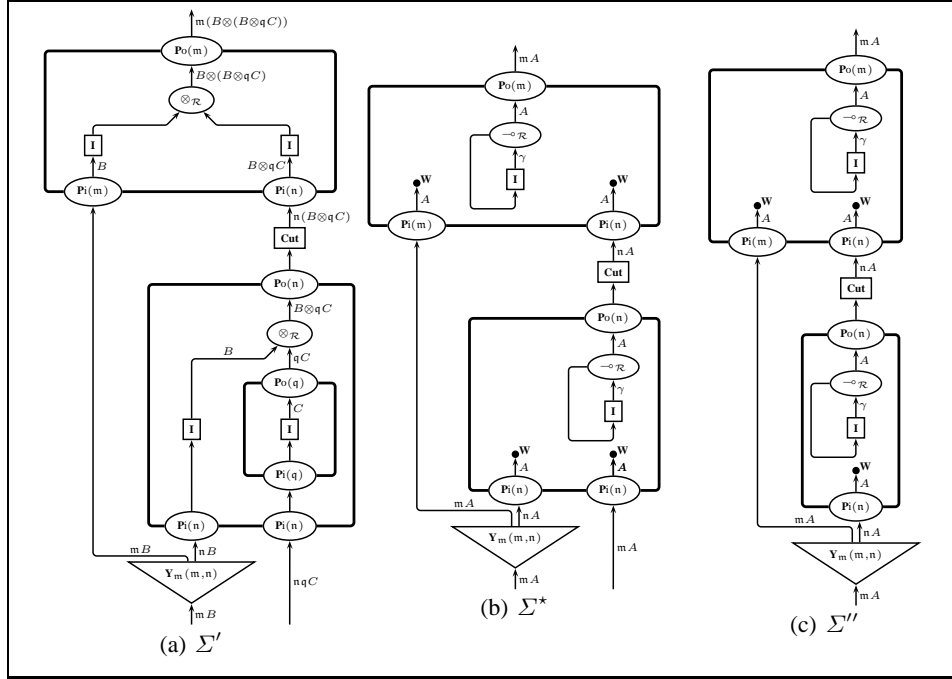 𝔪(B⊗(B⊗𝔮C))
Po(𝔪)
B⊗(B⊗𝔮C)
⊗ℛ
I
I
B
B⊗𝔮C
Pi(𝔪)
Pi(𝔫)
𝔫(B⊗𝔮C)
Cut
Po(𝔫)
B⊗𝔮C
⊗ℛ
B
𝔮C
Po(𝔮)
C
I
I
Pi(𝔮)
Pi(𝔫)
Pi(𝔫)
𝔪B
𝔫B
Y𝔪(𝔪,𝔫)
𝔫𝔮C
𝔪B
(a) Σ′
𝔪A
Po(𝔪)
A
⊸ℛ
γ
I
W
W
A
A
Pi(𝔪)
Pi(𝔫)
𝔫A
Cut
Po(𝔫)
A
⊸ℛ
γ
I
W
W
A
A
Pi(𝔫)
Pi(𝔫)
𝔪A
𝔫A
Y𝔪(𝔪,𝔫)
𝔪A
𝔪A
(b) Σ⋆
𝔪A
Po(𝔪)
A
⊸ℛ
γ
I
W
W
A
A
Pi(𝔪)
Pi(𝔫)
𝔫A
Cut
Po(𝔫)
A
⊸ℛ
γ
I
W
A
Pi(𝔫)
𝔪A
𝔫A
Y𝔪(𝔪,𝔫)
𝔪A
(c) Σ″